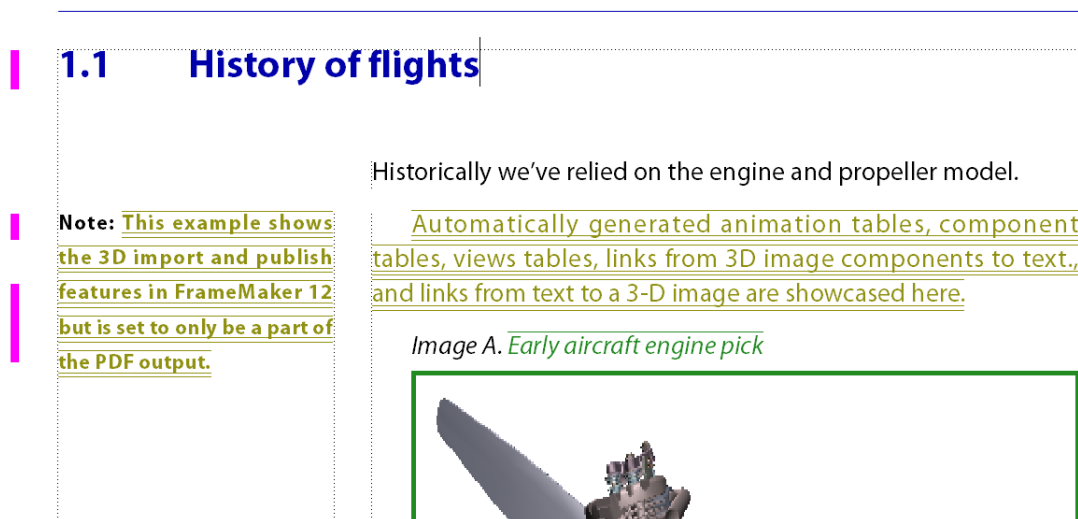 1.1 History of flights
Historically we've relied on the engine and propeller model.
Note: This example shows
the 3D import and publish
features in FrameMaker 12
but is set to only be a part of
the PDF output.
Automatically generated animation tables, component
tables, views tables, links from 3D image components to text.,
and links from text to a 3-D image are showcased here.
Image A. Early aircraft engine pick